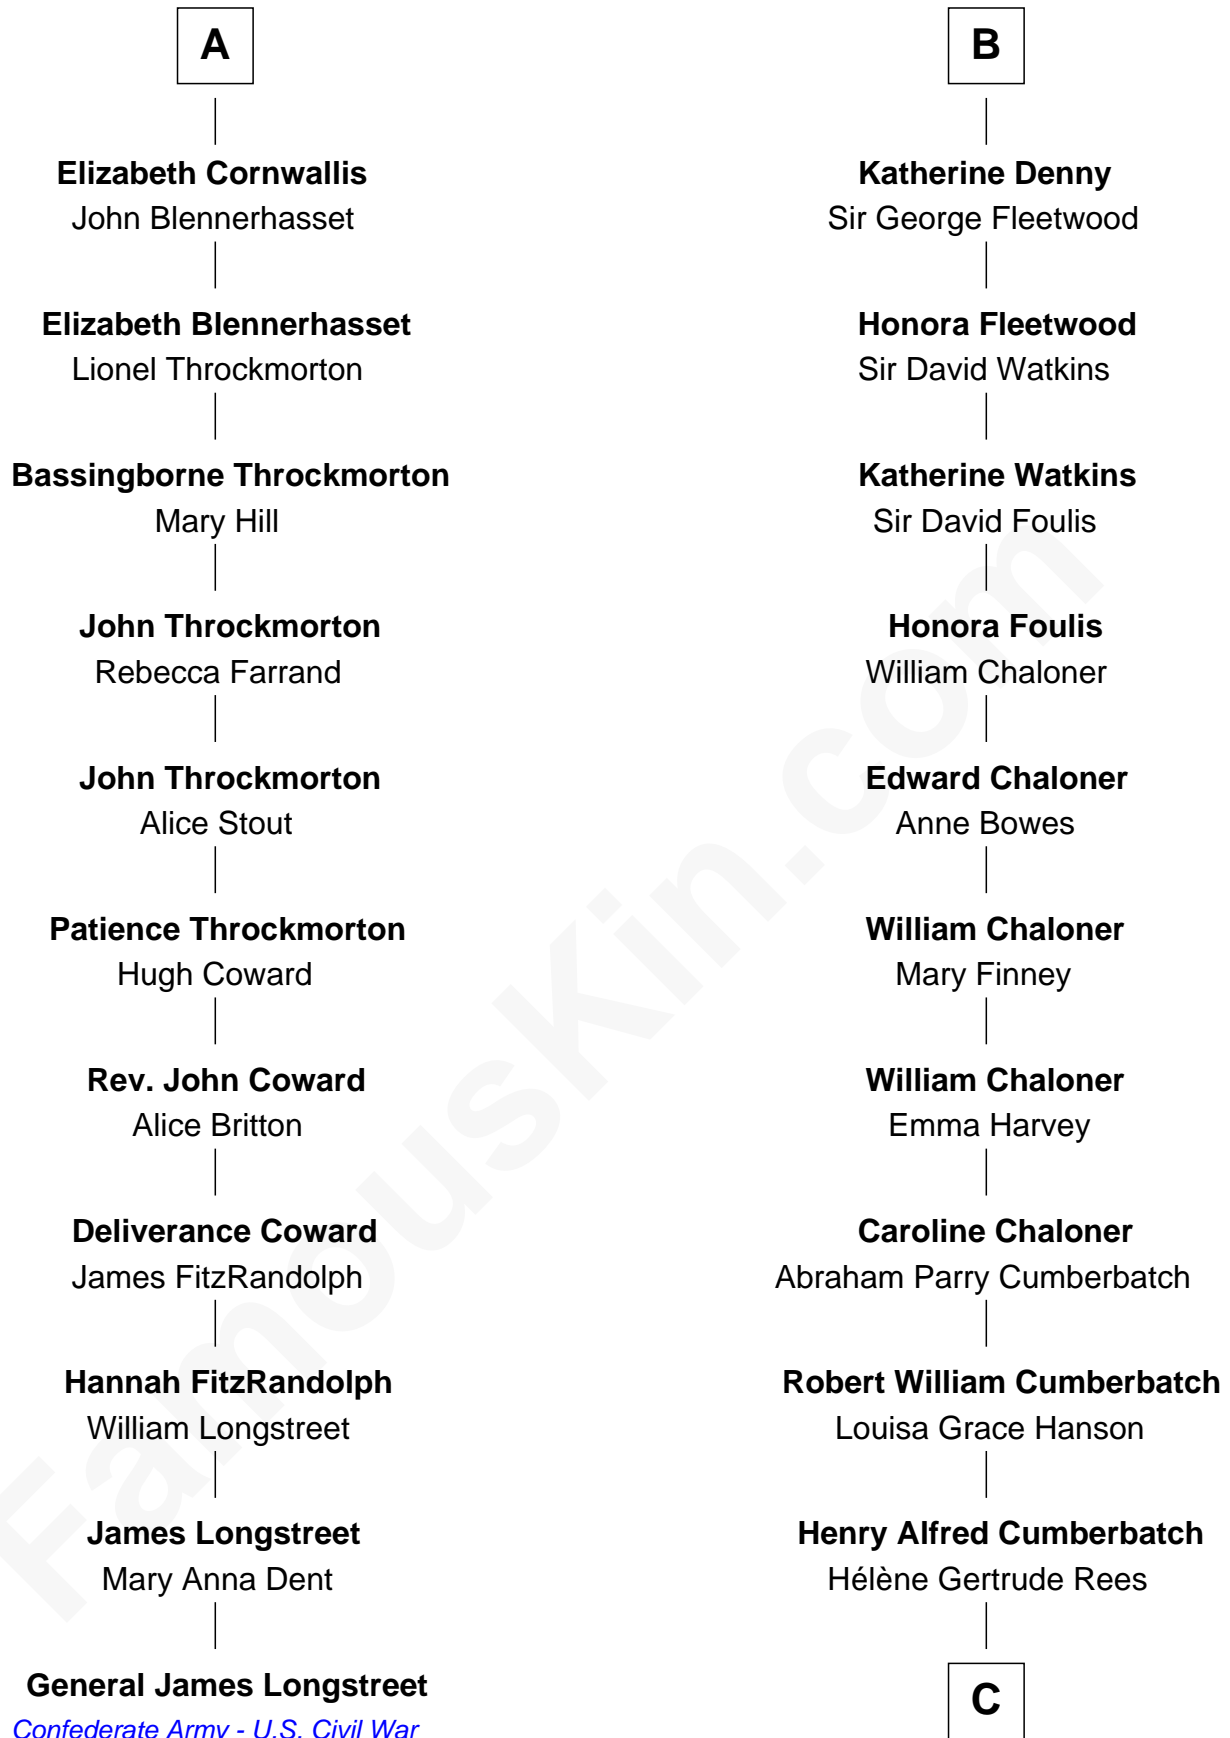 A
Elizabeth Cornwallis
John Blennerhasset
Elizabeth Blennerhasset
Lionel Throckmorton
Bassingborne Throckmorton
Mary Hill
John Throckmorton
Rebecca Farrand
John Throckmorton
Alice Stout
Patience Throckmorton
Hugh Coward
Rev. John Coward
Alice Britton
Deliverance Coward
James FitzRandolph
Hannah FitzRandolph
William Longstreet
James Longstreet
Mary Anna Dent
General James Longstreet
Confederate Army - U.S. Civil War
B
Katherine Denny
Sir George Fleetwood
Honora Fleetwood
Sir David Watkins
Katherine Watkins
Sir David Foulis
Honora Foulis
William Chaloner
Edward Chaloner
Anne Bowes
William Chaloner
Mary Finney
William Chaloner
Emma Harvey
Caroline Chaloner
Abraham Parry Cumberbatch
Robert William Cumberbatch
Louisa Grace Hanson
Henry Alfred Cumberbatch
Hélène Gertrude Rees
C
FamousKin.com